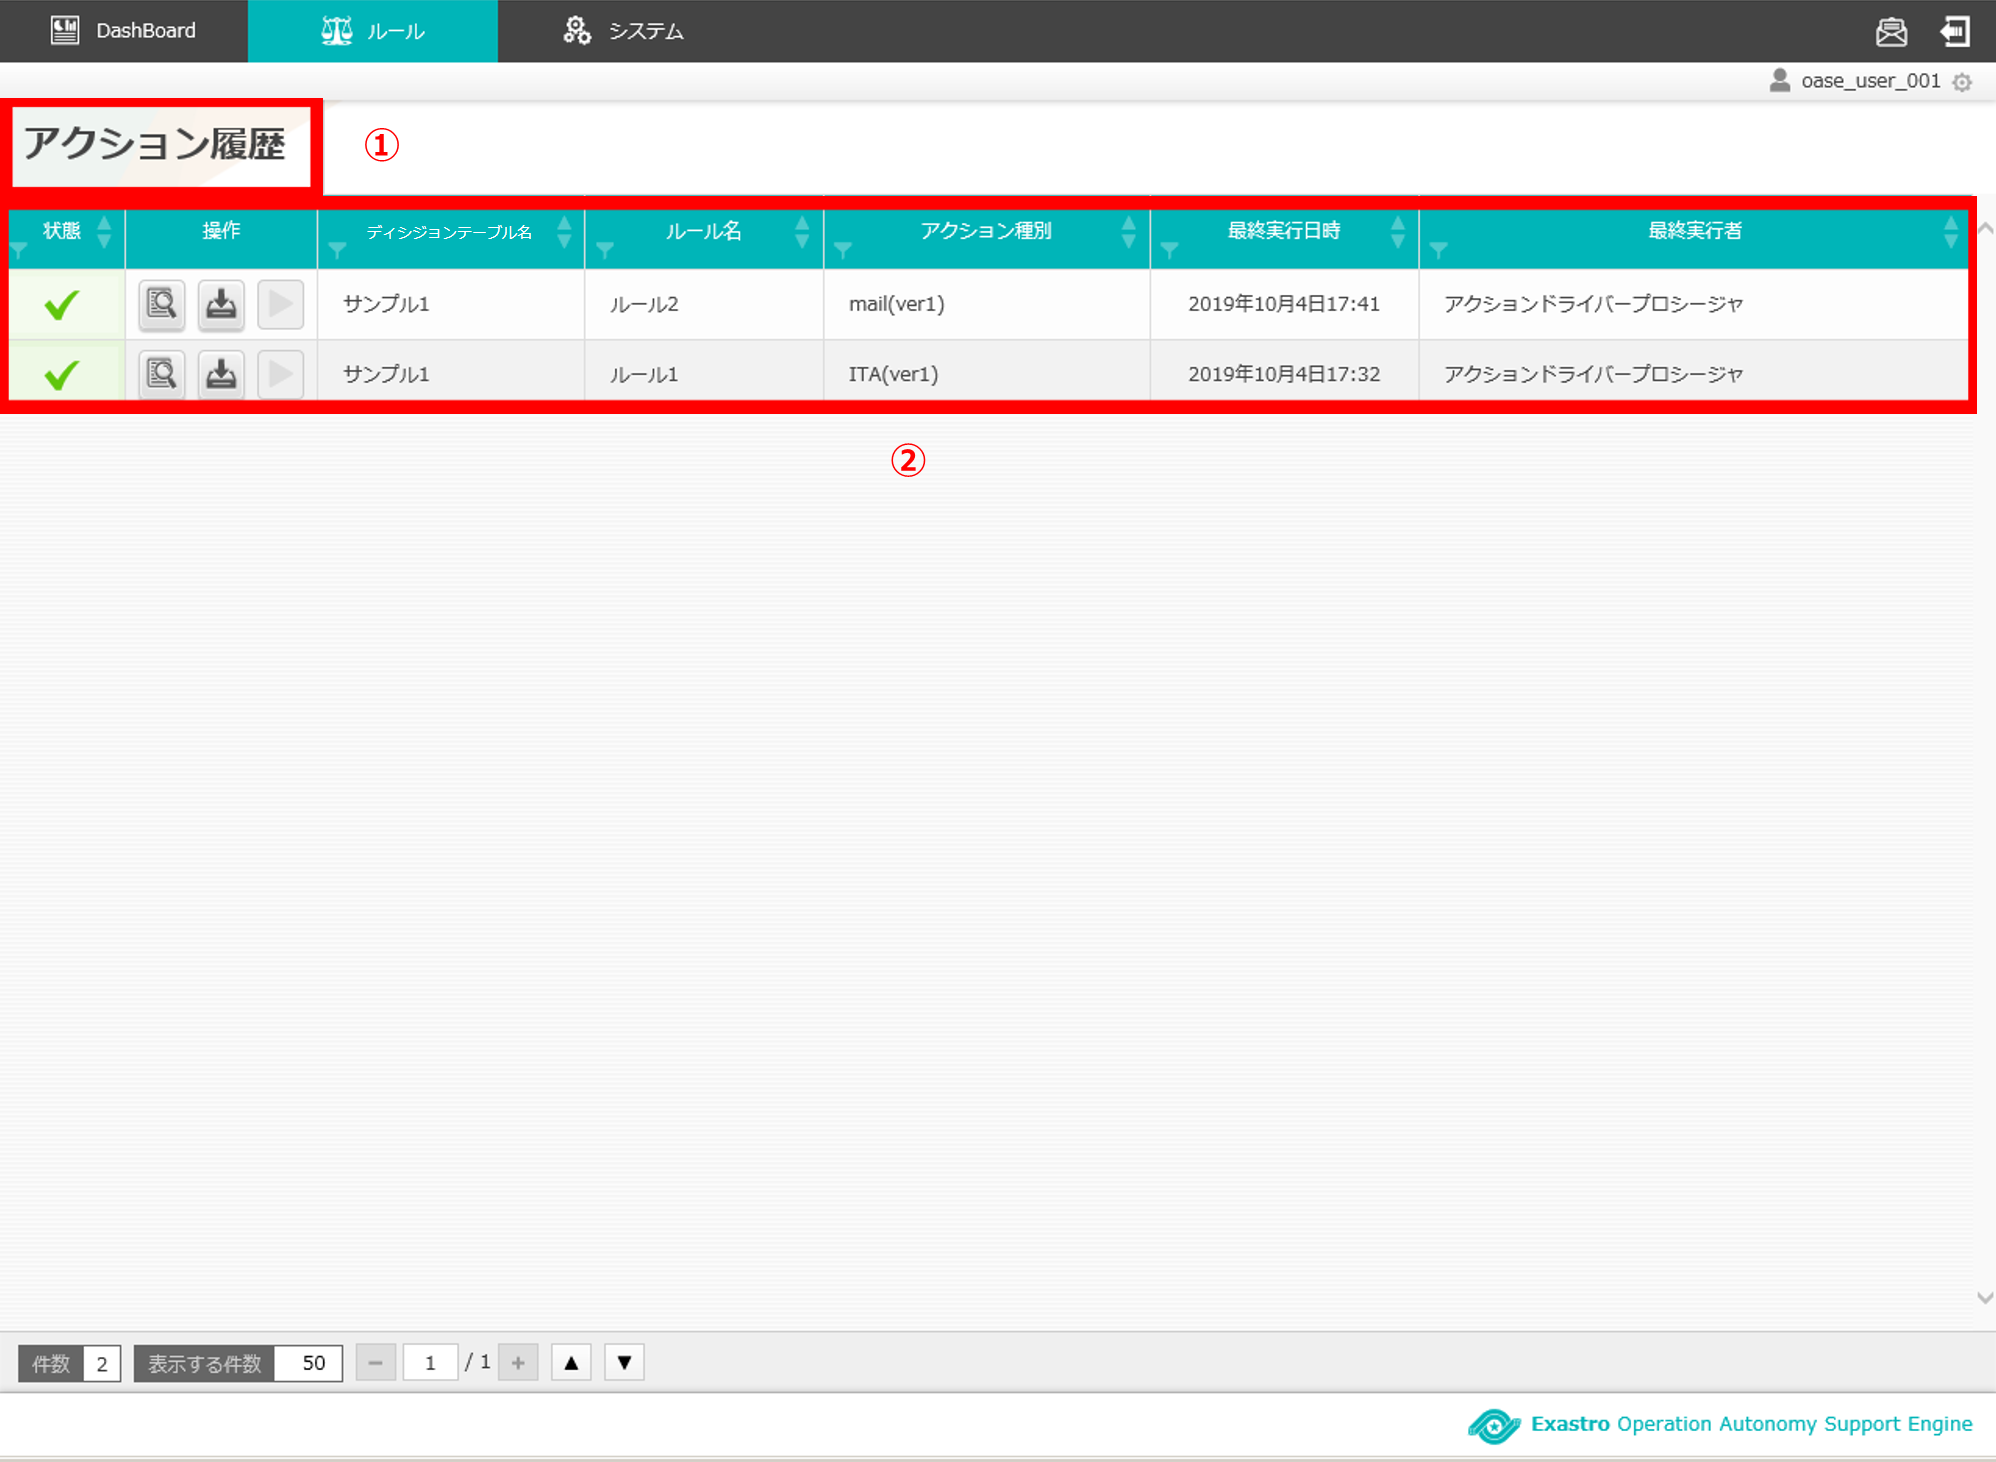 DashBoard ルール システム
oase_user_001
アクション履歴 ①
状態 操作 ディシジョンテーブル名 ルール名 アクション種別 最終実行日時 最終実行者
サンプル1 ルール2 mail(ver1) 2019年10月4日17:41 アクションドライバープロシージャ
サンプル1 ルール1 ITA(ver1) 2019年10月4日17:32 アクションドライバープロシージャ
②
件数 2 表示する件数 50 − 1 / 1 + ▲ ▼
Exastro Operation Autonomy Support Engine